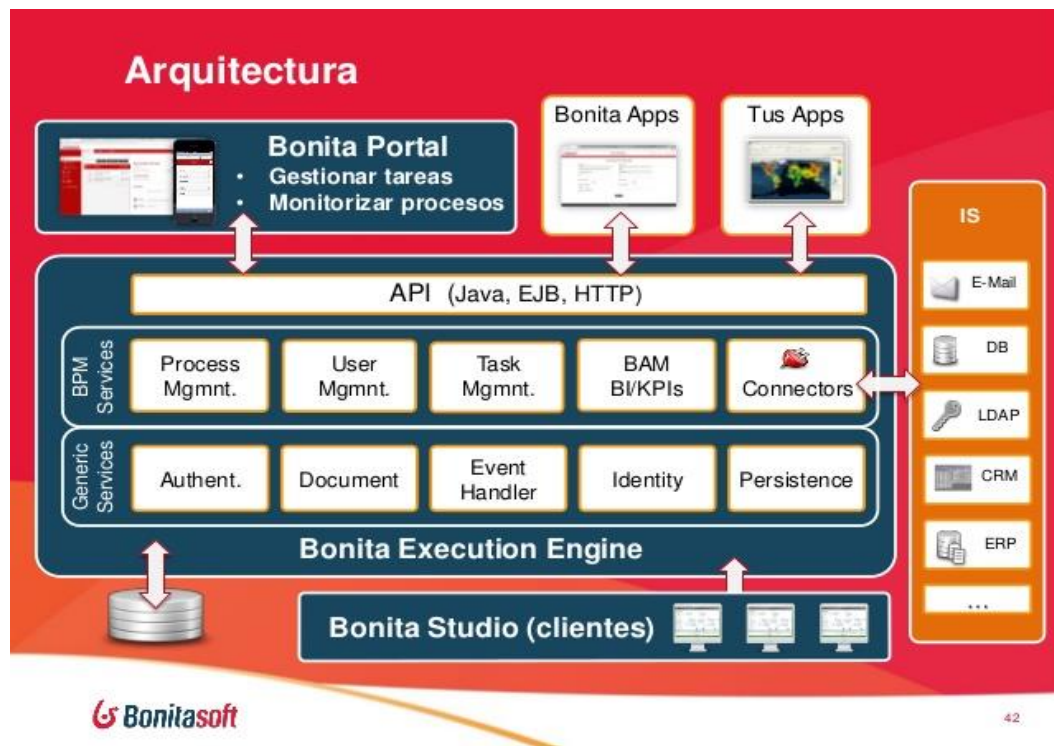 Arquitectura
Bonita Portal
• Gestionar tareas
• Monitorizar procesos
Bonita Apps
Tus Apps
IS
E-Mail
DB
LDAP
CRM
ERP
...
API (Java, EJB, HTTP)
BPM
Services
Process
Mgmnt.
User
Mgmnt.
Task
Mgmnt.
BAM
BI/KPIs
Connectors
Generic
Services
Authent.
Document
Event
Handler
Identity
Persistence
Bonita Execution Engine
Bonita Studio (clientes)
Bonitasoft
42